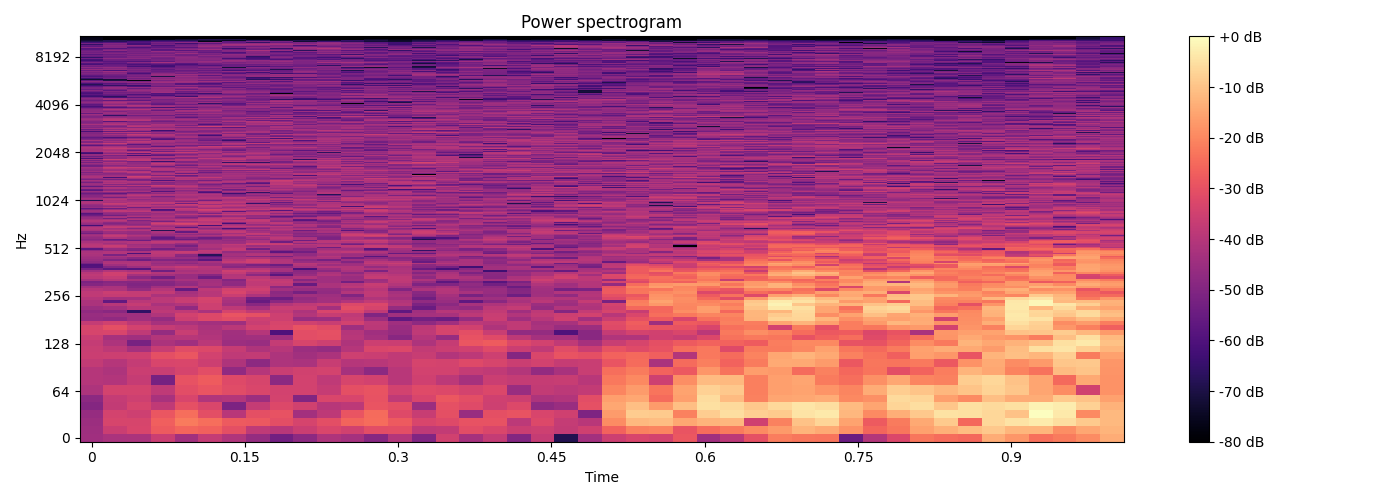 Power spectrogram
Hz
8192
4096
2048
1024
512
256
128
64
0
0 0.15 0.3 0.45 0.6 0.75 0.9
Time
+0 dB
-10 dB
-20 dB
-30 dB
-40 dB
-50 dB
-60 dB
-70 dB
-80 dB